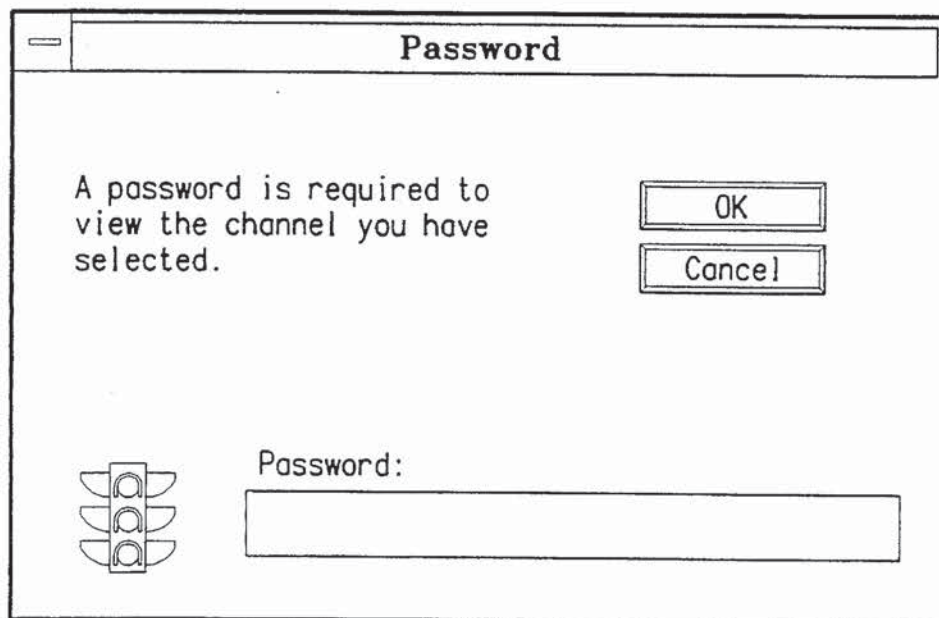 Password
A password is required to
view the channel you have
selected.
OK
Cancel
Password: